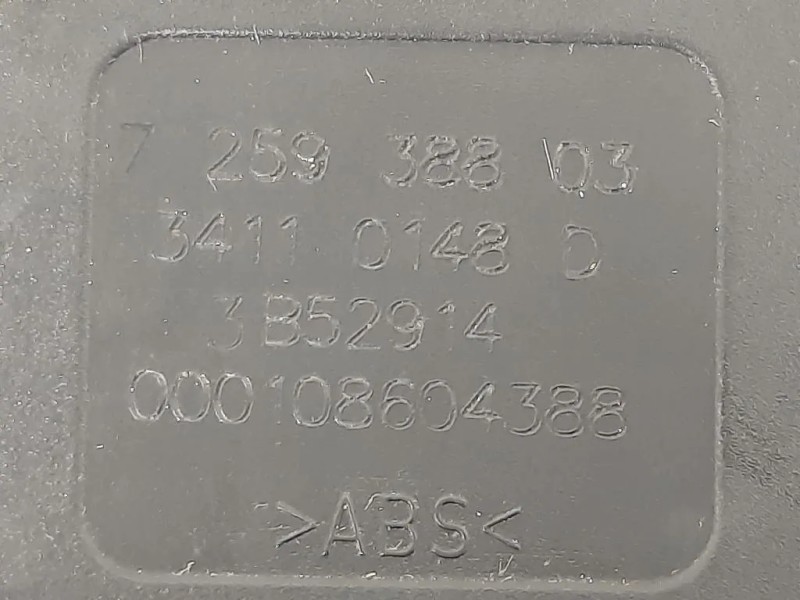 7 259 388 03
3411 0148 D
3B52914
000108604388
>ABS<